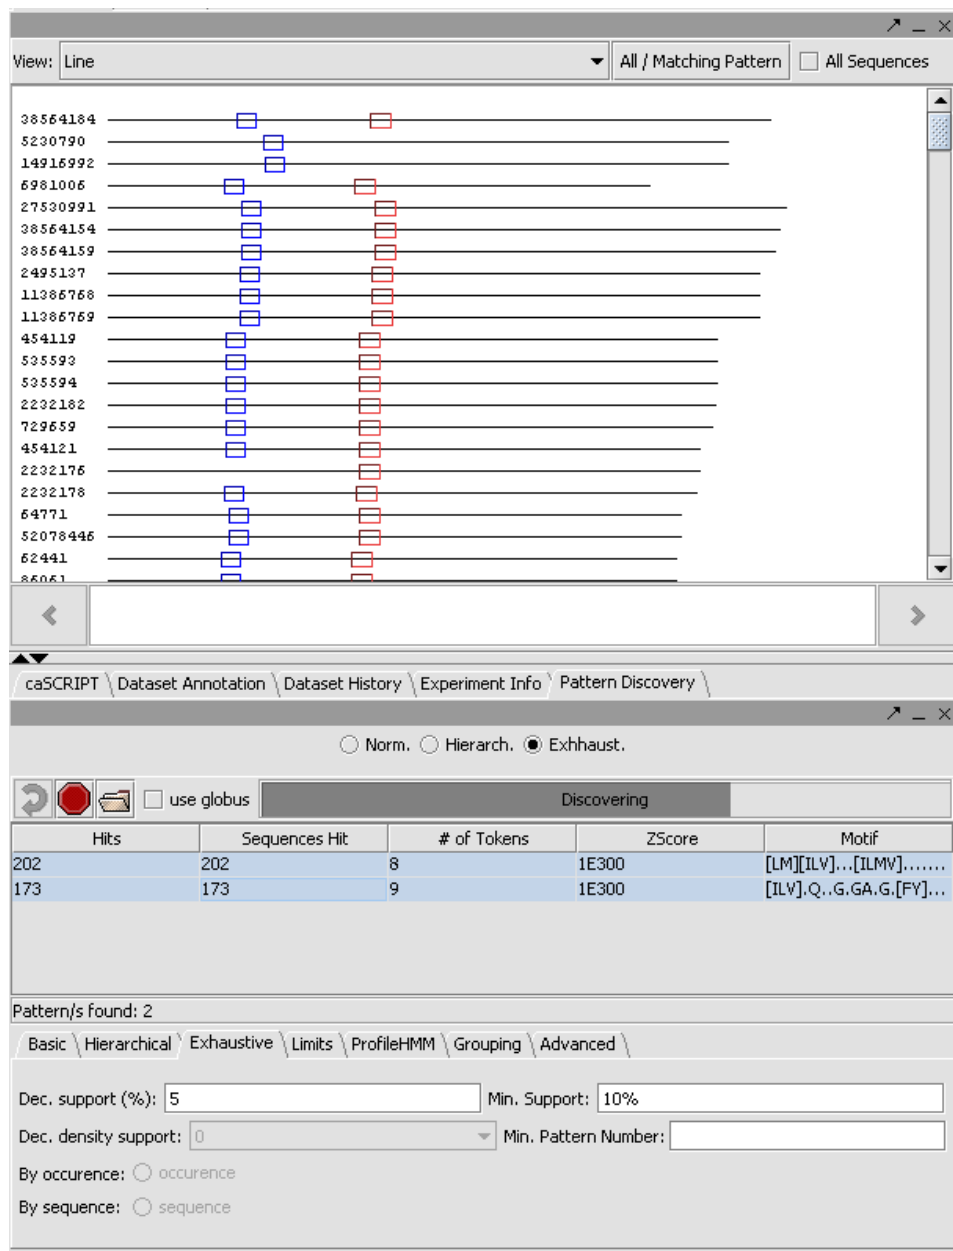 View: Line All / Matching Pattern All Sequences
38564184
5230790
14916992
6981006
27530991
38564154
38564159
2495137
11386768
11386769
454119
535593
535594
2232182
729659
454121
2232176
2232178
64771
52078446
62441
86061
caSCRIPT Dataset Annotation Dataset History Experiment Info Pattern Discovery
Norm. Hierarch. Exhhaust.
use globus Discovering
Hits Sequences Hit # of Tokens ZScore Motif
202 202 8 1E300 [LM][ILV]...[ILMV].......
173 173 9 1E300 [ILV].Q..G.GA.G.[FY]...
Pattern/s found: 2
Basic Hierarchical Exhaustive Limits ProfileHMM Grouping Advanced
Dec. support (%): 5 Min. Support: 10%
Dec. density support: 0 Min. Pattern Number:
By occurence: occurence
By sequence: sequence